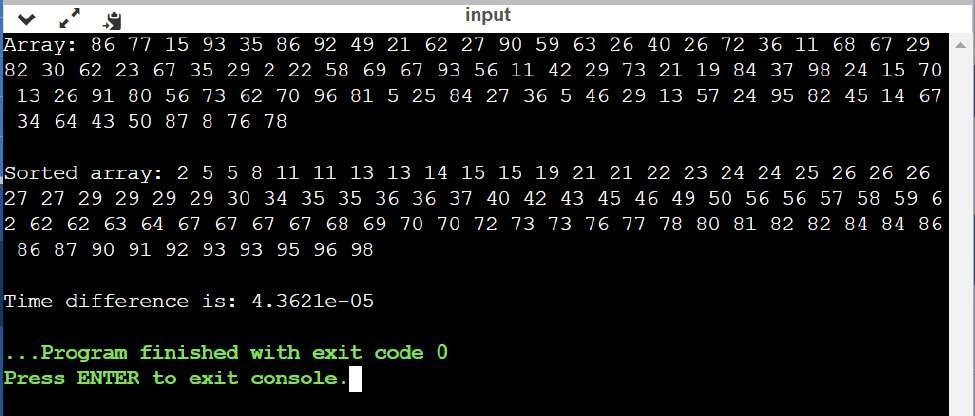 input
Array: 86 77 15 93 35 86 92 49 21 62 27 90 59 63 26 40 26 72 36 11 68 67 29
82 30 62 23 67 35 29 2 22 58 69 67 93 56 11 42 29 73 21 19 84 37 98 24 15 70
13 26 91 80 56 73 62 70 96 81 5 25 84 27 36 5 46 29 13 57 24 95 82 45 14 67
34 64 43 50 87 8 76 78
Sorted array: 2 5 5 8 11 11 13 13 14 15 15 19 21 21 22 23 24 24 25 26 26 26
27 27 29 29 29 29 30 34 35 35 36 36 37 40 42 43 45 46 49 50 56 56 57 58 59 6
2 62 62 63 64 67 67 67 67 68 69 70 70 72 73 73 76 77 78 80 81 82 82 84 84 86
86 87 90 91 92 93 93 95 96 98
Time difference is: 4.3621e-05
...Program finished with exit code 0
Press ENTER to exit console.